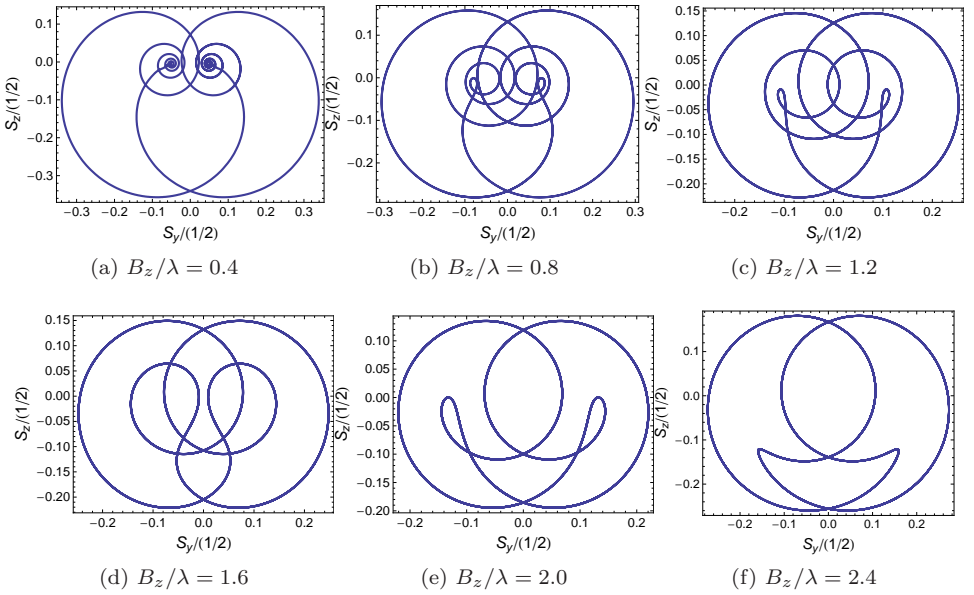 0.1
0.0
−0.1
−0.2
−0.3
S_z/(1/2)
−0.3 −0.2 −0.1 0.0 0.1 0.2 0.3
S_y/(1/2)
(a) B_z/λ = 0.4
0.1
0.0
−0.1
−0.2
S_z/(1/2)
−0.3 −0.2 −0.1 0.0 0.1 0.2 0.3
S_y/(1/2)
(b) B_z/λ = 0.8
0.15
0.10
0.05
0.00
−0.05
−0.10
−0.15
−0.20
S_z/(1/2)
−0.2 −0.1 0.0 0.1 0.2
S_y/(1/2)
(c) B_z/λ = 1.2
0.15
0.10
0.05
0.00
−0.05
−0.10
−0.15
−0.20
S_z/(1/2)
−0.2 −0.1 0.0 0.1 0.2
S_y/(1/2)
(d) B_z/λ = 1.6
0.1
0.0
−0.1
−0.2
S_z/(1/2)
−0.2 −0.1 0.0 0.1 0.2
S_y/(1/2)
(e) B_z/λ = 2.0
0.1
0.0
−0.1
−0.2
S_z/(1/2)
−0.2 −0.1 0.0 0.1 0.2
S_y/(1/2)
(f) B_z/λ = 2.4